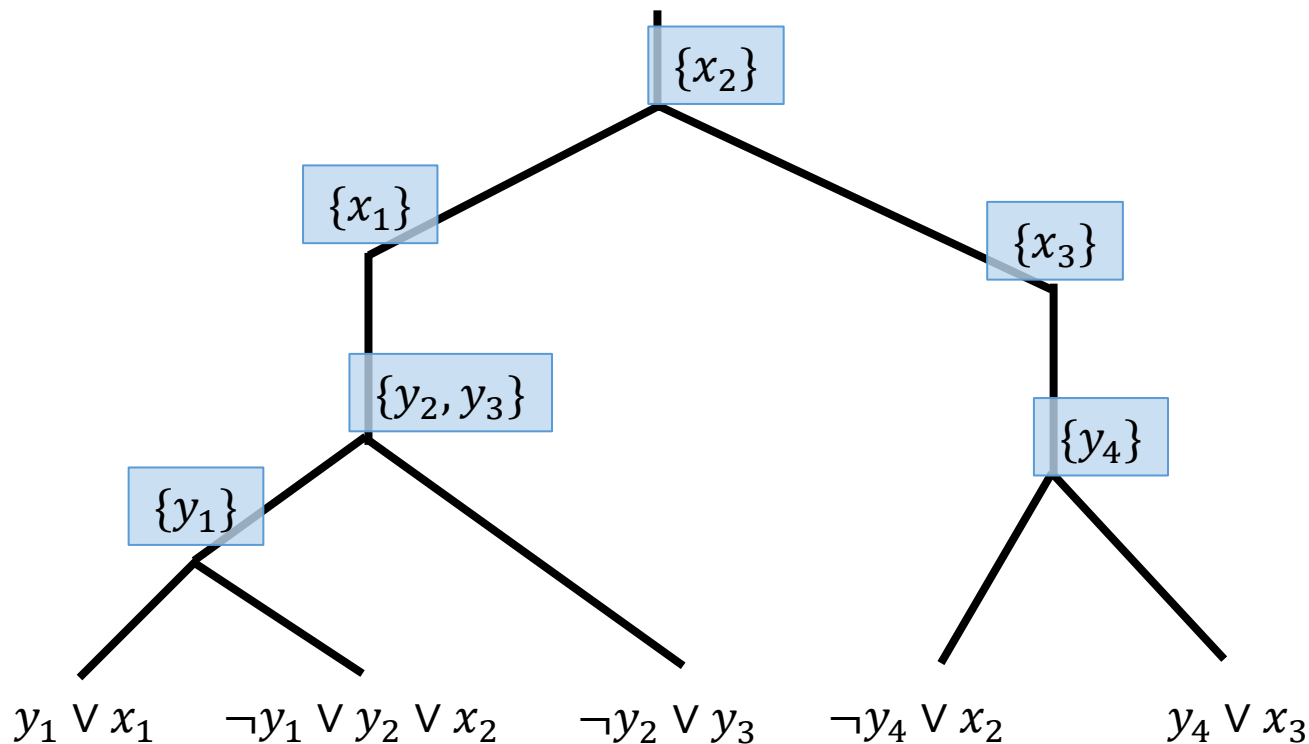 {x₂}
{x₁}
{x₃}
{y₂, y₃}
{y₄}
{y₁}
y₁ ∨ x₁
¬y₁ ∨ y₂ ∨ x₂
¬y₂ ∨ y₃
¬y₄ ∨ x₂
y₄ ∨ x₃